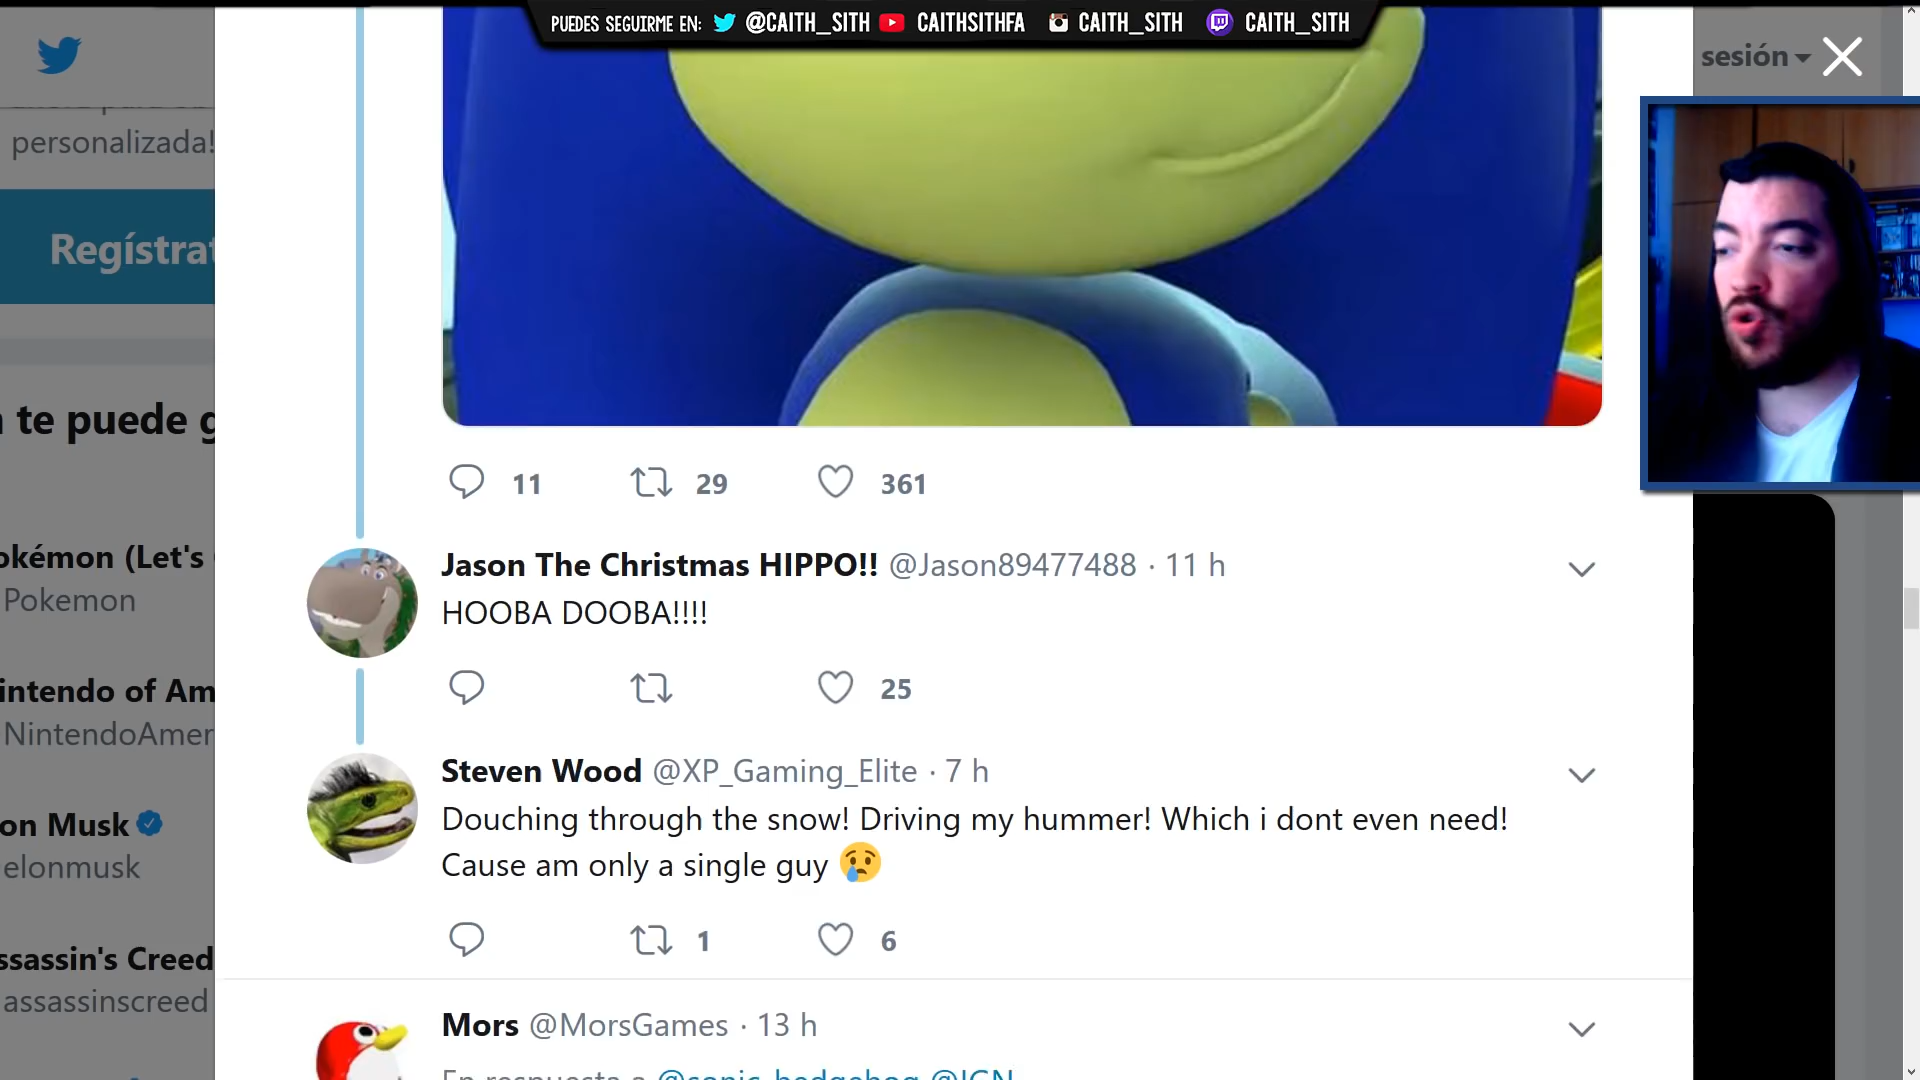 PUEDES SEGUIRME EN: @CAITH_SITH CAITHSITHFA CAITH_SITH CAITH_SITH
sesión
personalizada!
Regístrat
te puede g
okémon (Let's
Pokemon
intendo of Am
NintendoAmer
on Musk
elonmusk
ssassin's Creed
assassinscreed
11 29 361
Jason The Christmas HIPPO!! @Jason89477488 · 11 h
HOOBA DOOBA!!!!
25
Steven Wood @XP_Gaming_Elite · 7 h
Douching through the snow! Driving my hummer! Which i dont even need!
Cause am only a single guy 😢
1 6
Mors @MorsGames · 13 h
En respuesta a @sonic_hedgehog @IGN